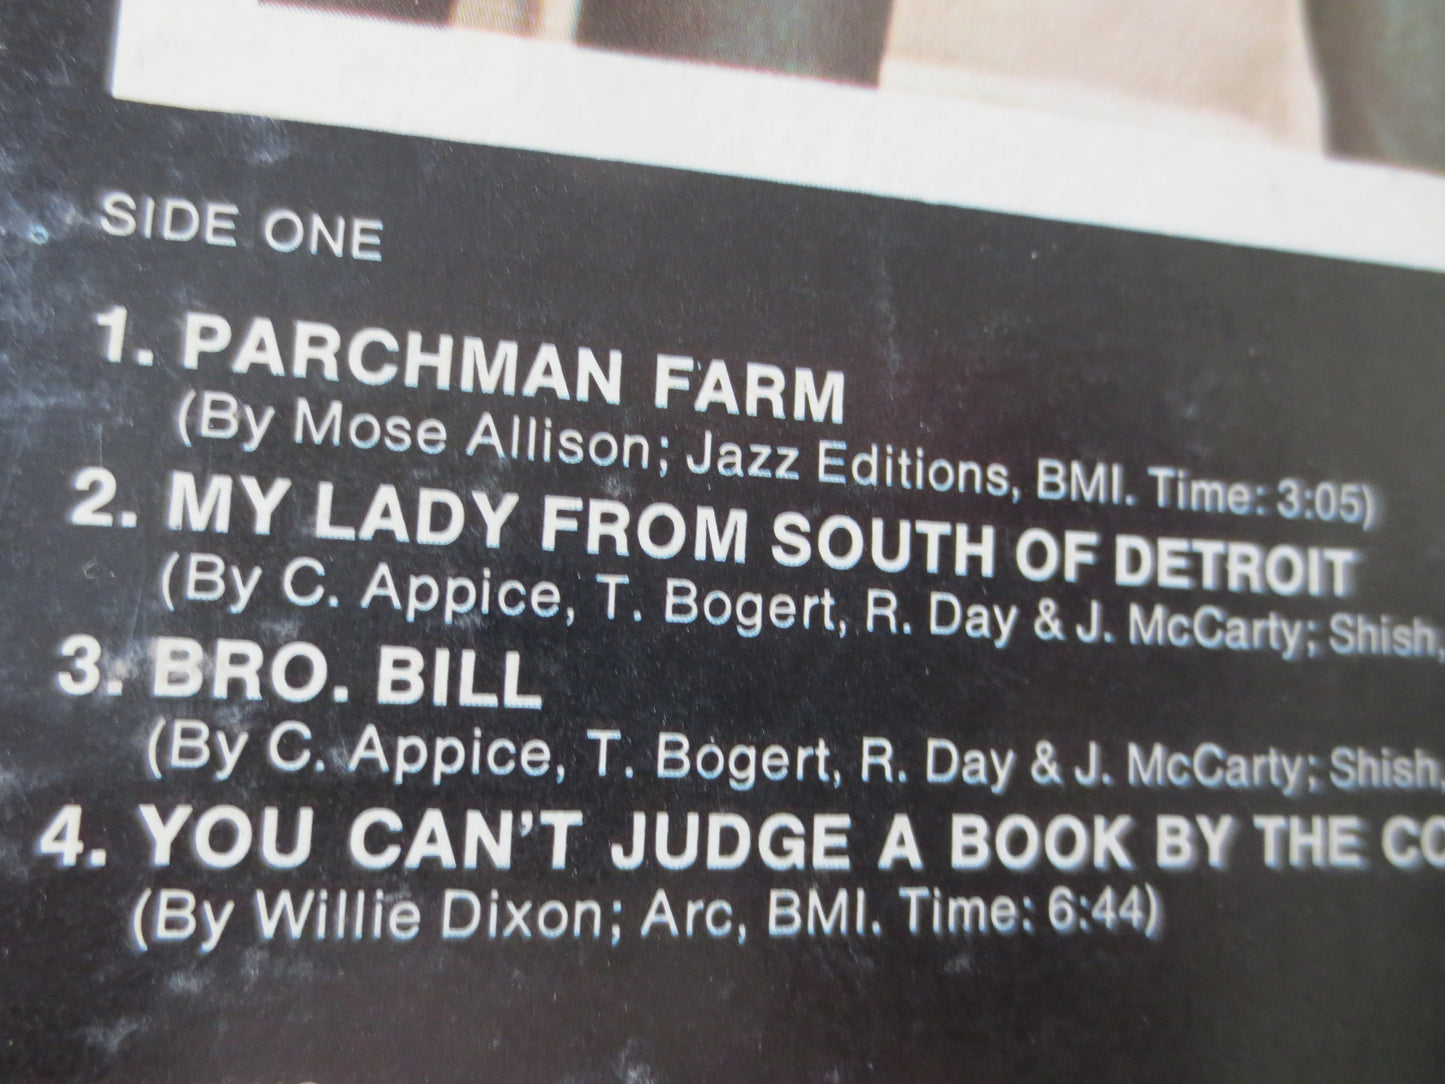 SIDE ONE
1. PARCHMAN FARM
(By Mose Allison; Jazz Editions, BMI. Time: 3:05)
2. MY LADY FROM SOUTH OF DETROIT
(By C. Appice, T. Bogert, R. Day & J. McCarty; Shish,
3. BRO. BILL
(By C. Appice, T. Bogert, R. Day & J. McCarty; Shish,
4. YOU CAN'T JUDGE A BOOK BY THE CO
(By Willie Dixon; Arc, BMI. Time: 6:44)